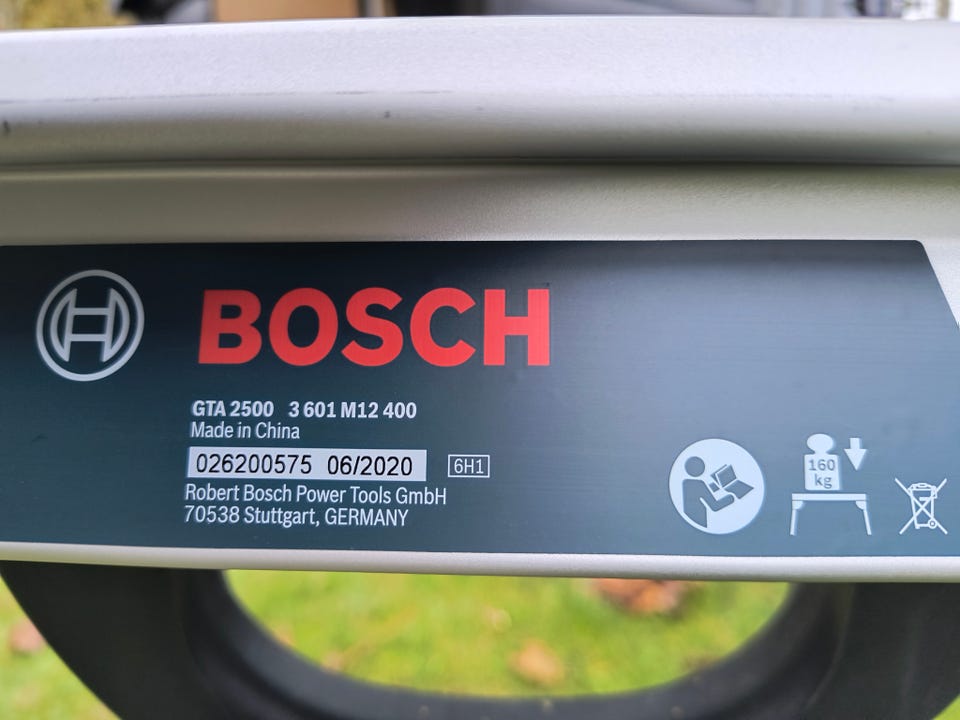 BOSCH
GTA 2500 3 601 M12 400
Made in China
026200575 06/2020 6H1
Robert Bosch Power Tools GmbH
70538 Stuttgart, GERMANY
160
kg